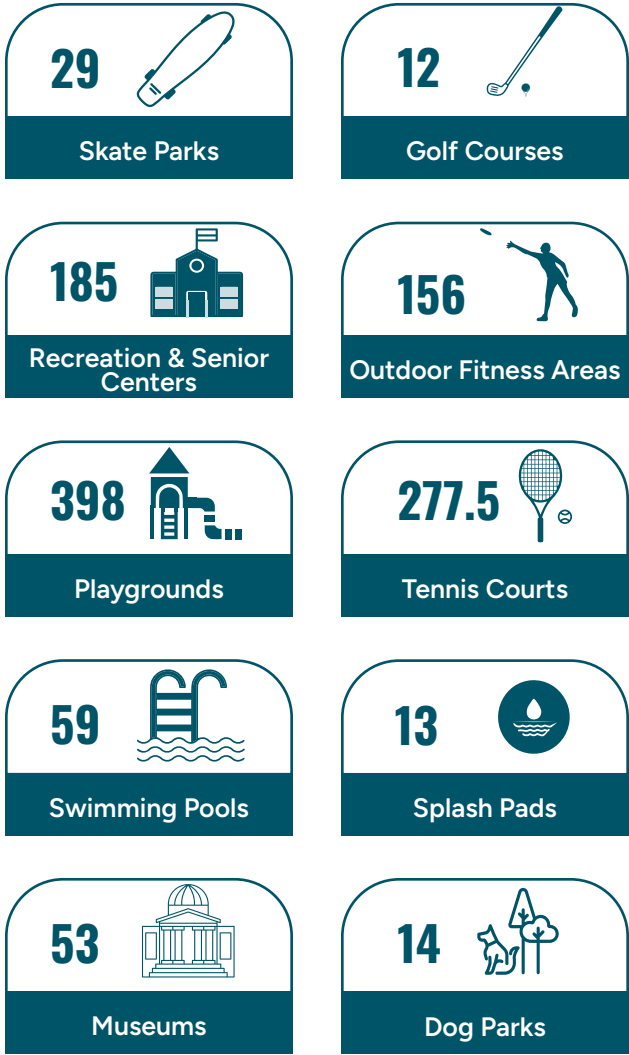 29
Skate Parks
12
Golf Courses
185
Recreation & Senior
Centers
156
Outdoor Fitness Areas
398
Playgrounds
277.5
Tennis Courts
59
Swimming Pools
13
Splash Pads
53
Museums
14
Dog Parks